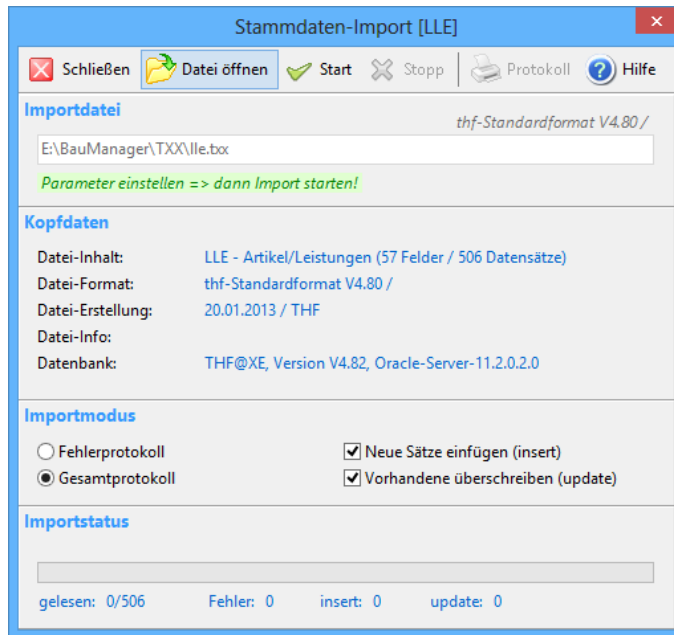 Stammdaten-Import [LLE]
Schließen Datei öffnen Start Stopp Protokoll Hilfe
Importdatei
thf-Standardformat V4.80 /
E:\BauManager\TXX\lle.txx
Parameter einstellen => dann Import starten!
Kopfdaten
Datei-Inhalt: LLE - Artikel/Leistungen (57 Felder / 506 Datensätze)
Datei-Format: thf-Standardformat V4.80 /
Datei-Erstellung: 20.01.2013 / THF
Datei-Info:
Datenbank: THF@XE, Version V4.82, Oracle-Server-11.2.0.2.0
Importmodus
Fehlerprotokoll Neue Sätze einfügen (insert)
Gesamtprotokoll Vorhandene überschreiben (update)
Importstatus
gelesen: 0/506 Fehler: 0 insert: 0 update: 0